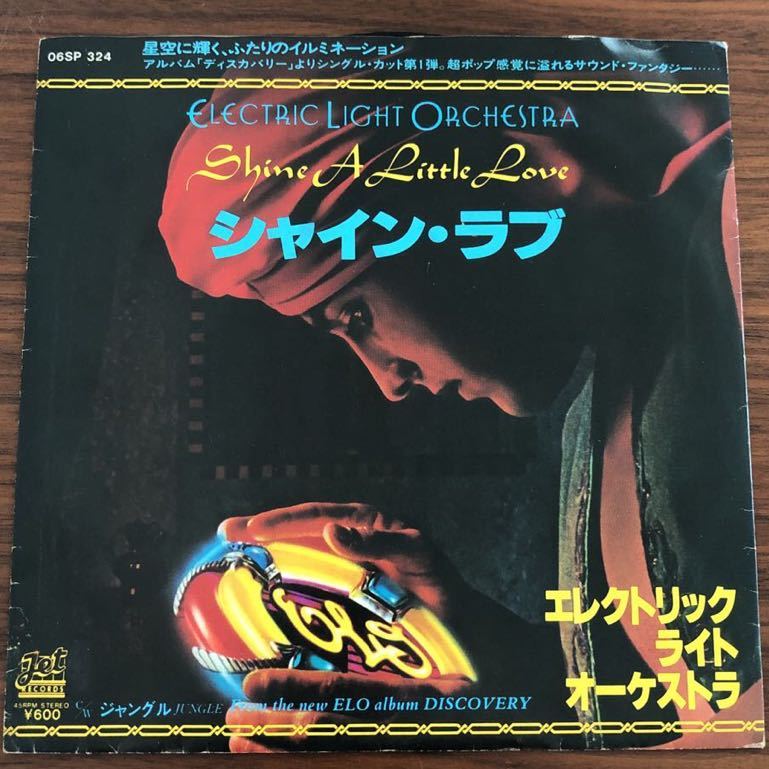 06SP 324
星空に輝く、ふたりのイルミネーション
アルバム「ディスカバリー」よりシングル・カット第1弾。超ポップ感覚に溢れるサウンド・ファンタジー……
ELECTRIC LIGHT ORCHESTRA
Shine A Little Love
シャイン・ラブ
ELO
エレクトリック
ライト
オーケストラ
Jet
RECORDS
45RPM STEREO
¥600
C/W ジャングル JUNGLE From the new ELO album DISCOVERY